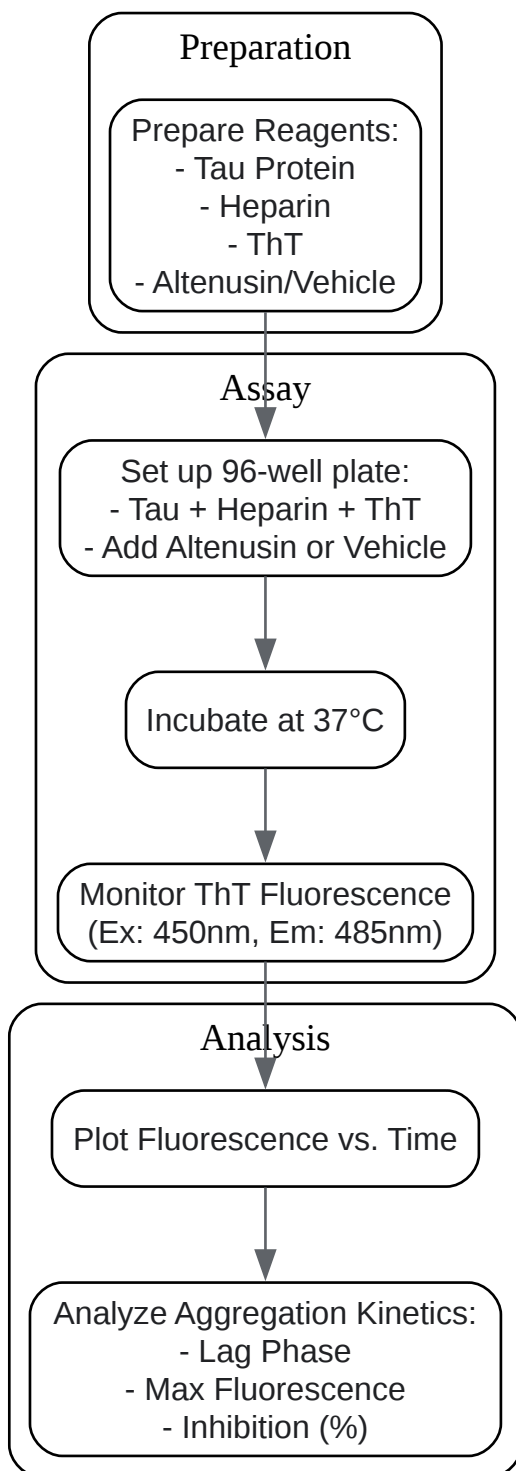 Preparation
Prepare Reagents:
- Tau Protein
- Heparin
- ThT
- Altenusin/Vehicle
Assay
Set up 96-well plate:
- Tau + Heparin + ThT
- Add Altenusin or Vehicle
Incubate at 37°C
Monitor ThT Fluorescence
(Ex: 450nm, Em: 485nm)
Analysis
Plot Fluorescence vs. Time
Analyze Aggregation Kinetics:
- Lag Phase
- Max Fluorescence
- Inhibition (%)